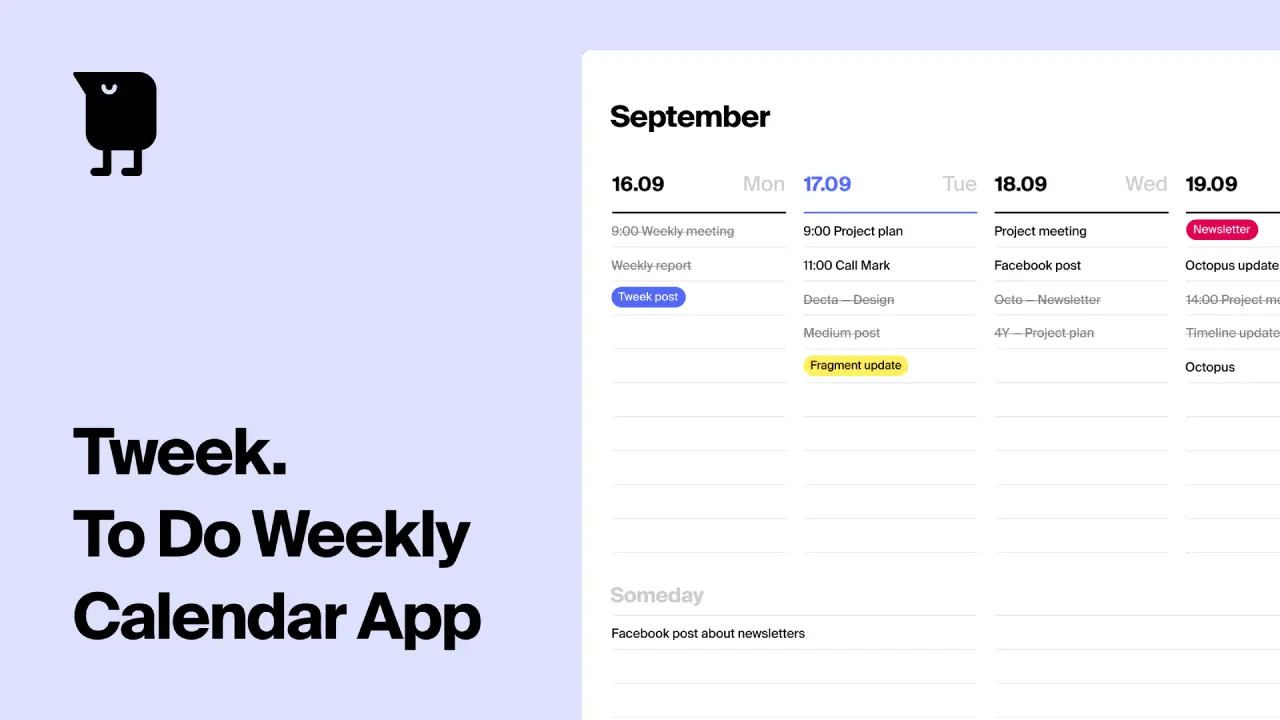 Tweek.
To Do Weekly
Calendar App
September
16.09 Mon
9:00 Weekly meeting
Weekly report
Tweek post
17.09 Tue
9:00 Project plan
11:00 Call Mark
Decta – Design
Medium post
Fragment update
18.09 Wed
Project meeting
Facebook post
Octo – Newsletter
4Y – Project plan
19.09
Newsletter
Octopus update
14:00 Project
Timeline update
Octopus
Someday
Facebook post about newsletters